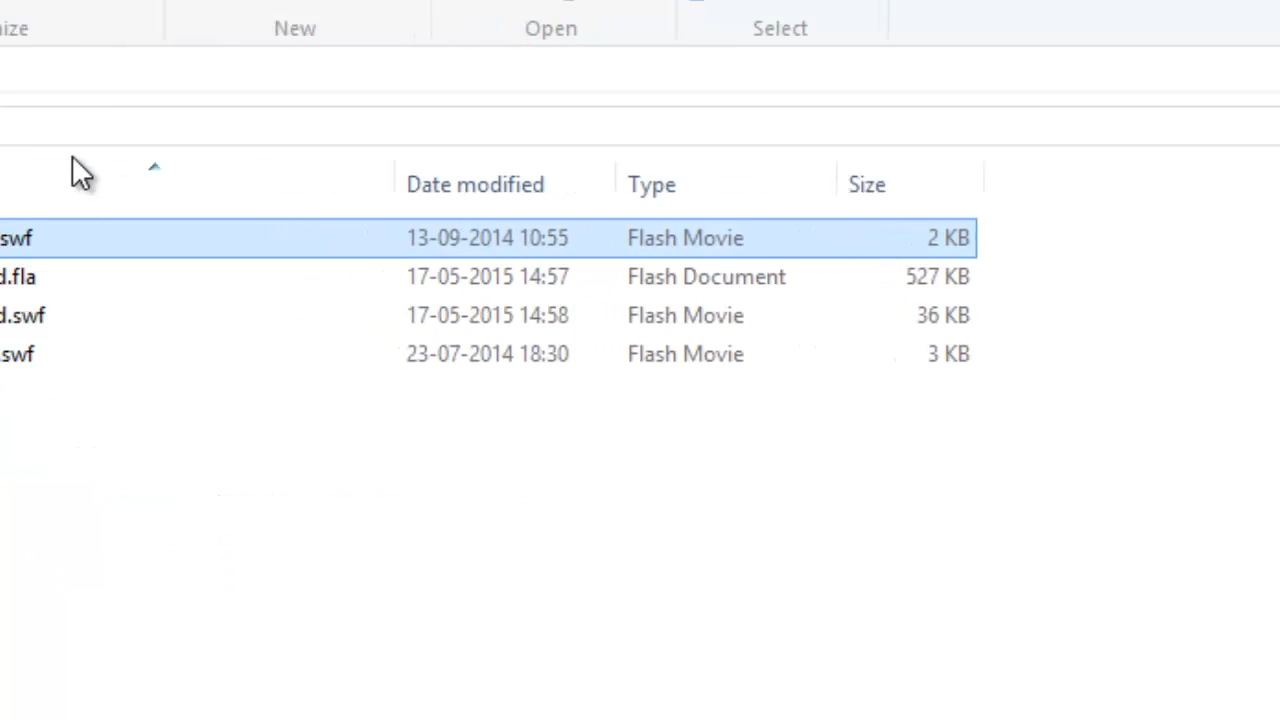 ize New Open Select
Date modified Type Size
swf 13-09-2014 10:55 Flash Movie 2 KB
d.fla 17-05-2015 14:57 Flash Document 527 KB
d.swf 17-05-2015 14:58 Flash Movie 36 KB
.swf 23-07-2014 18:30 Flash Movie 3 KB